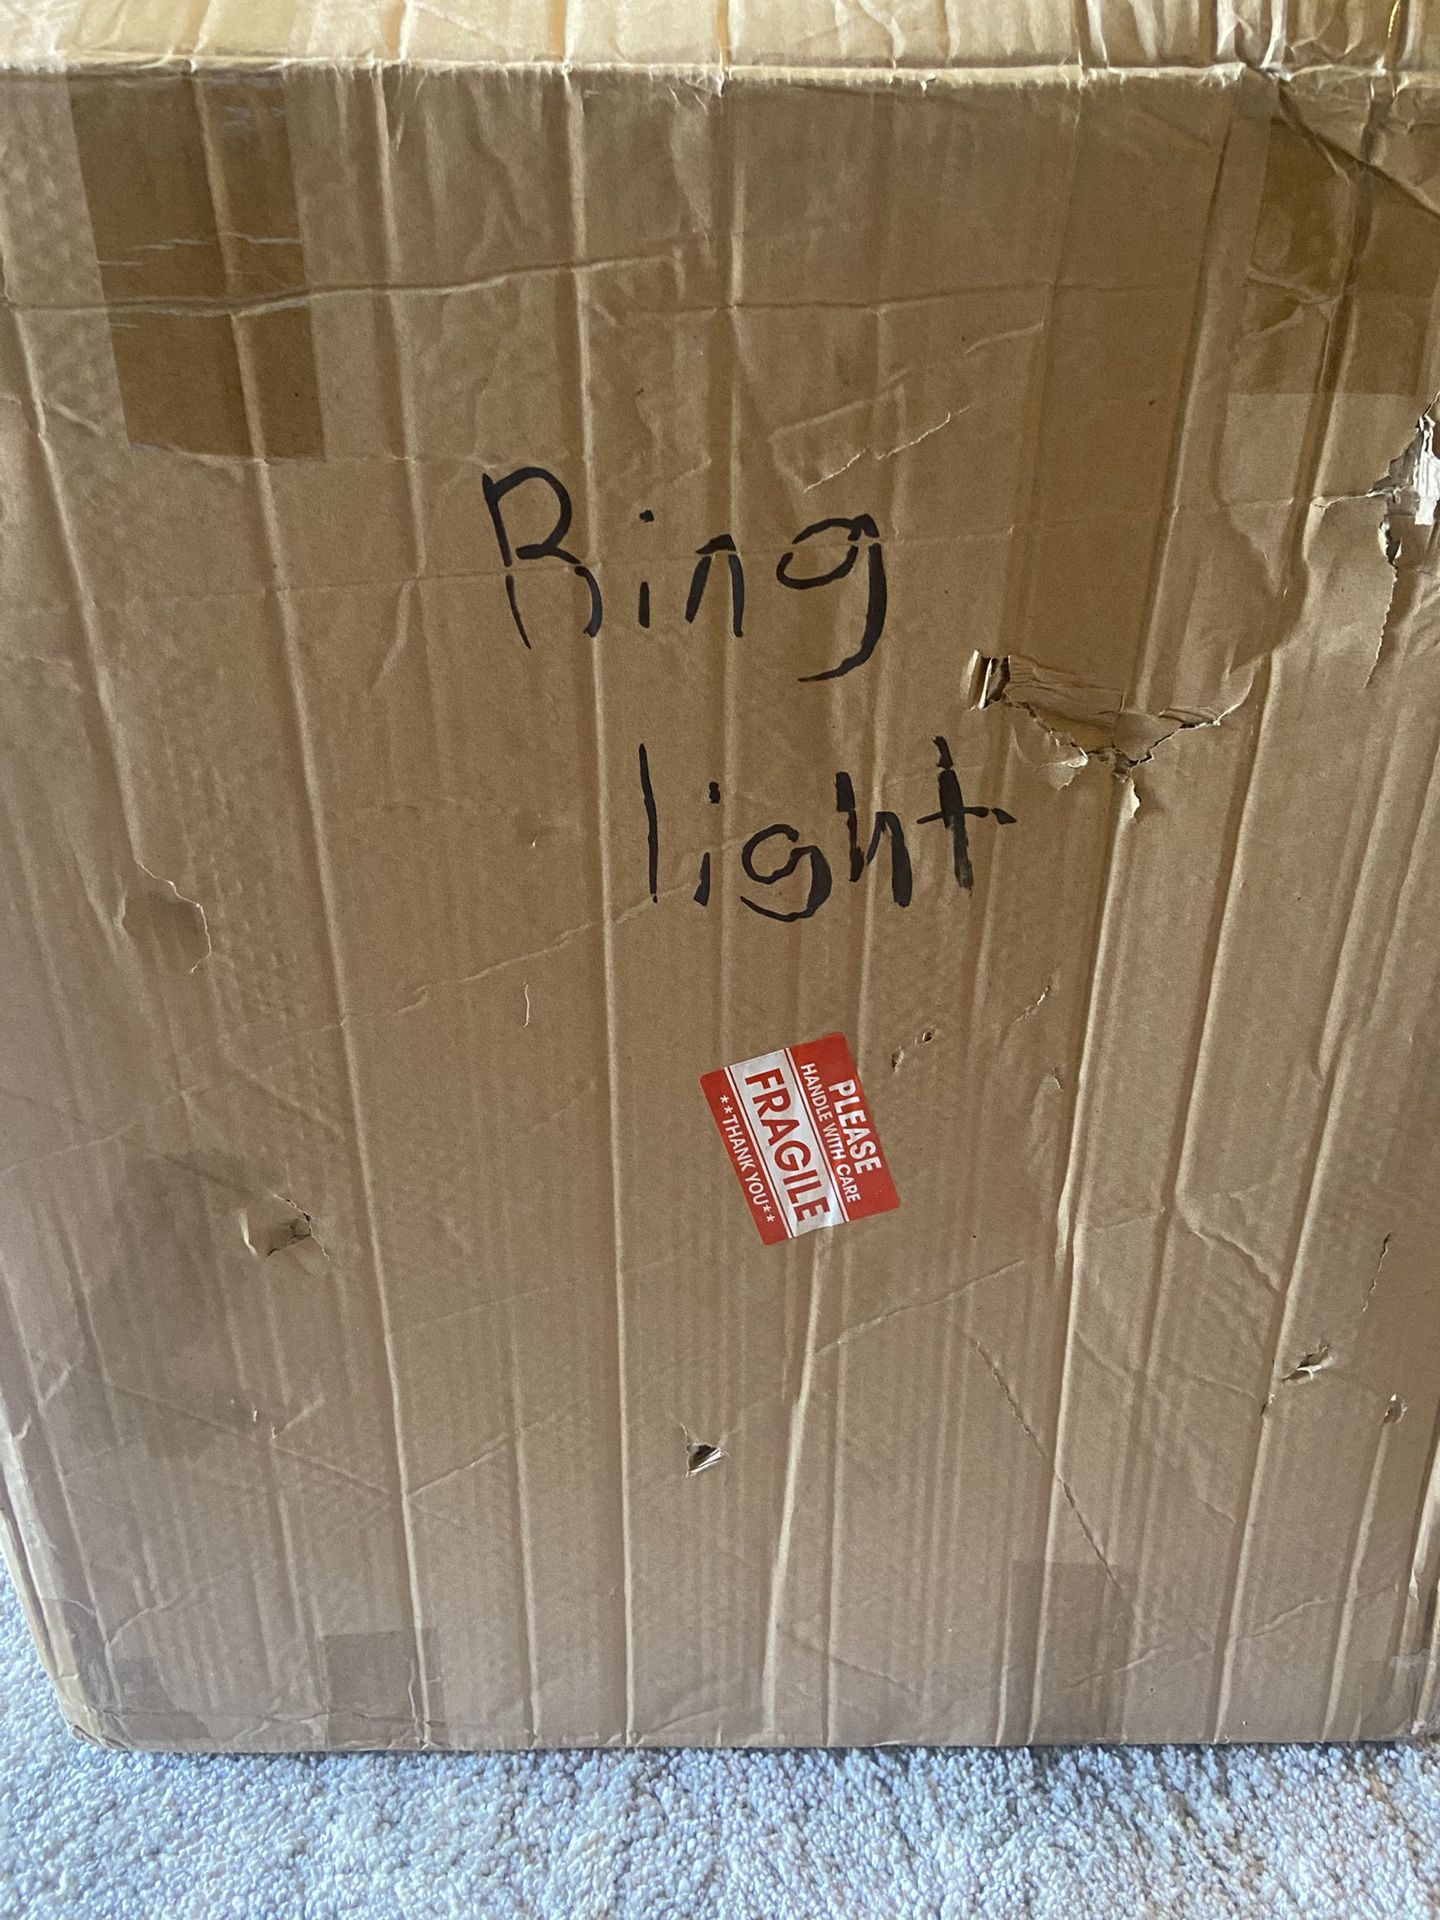 Ring
light
PLEASE
HANDLE WITH CARE
FRAGILE
**THANK YOU**